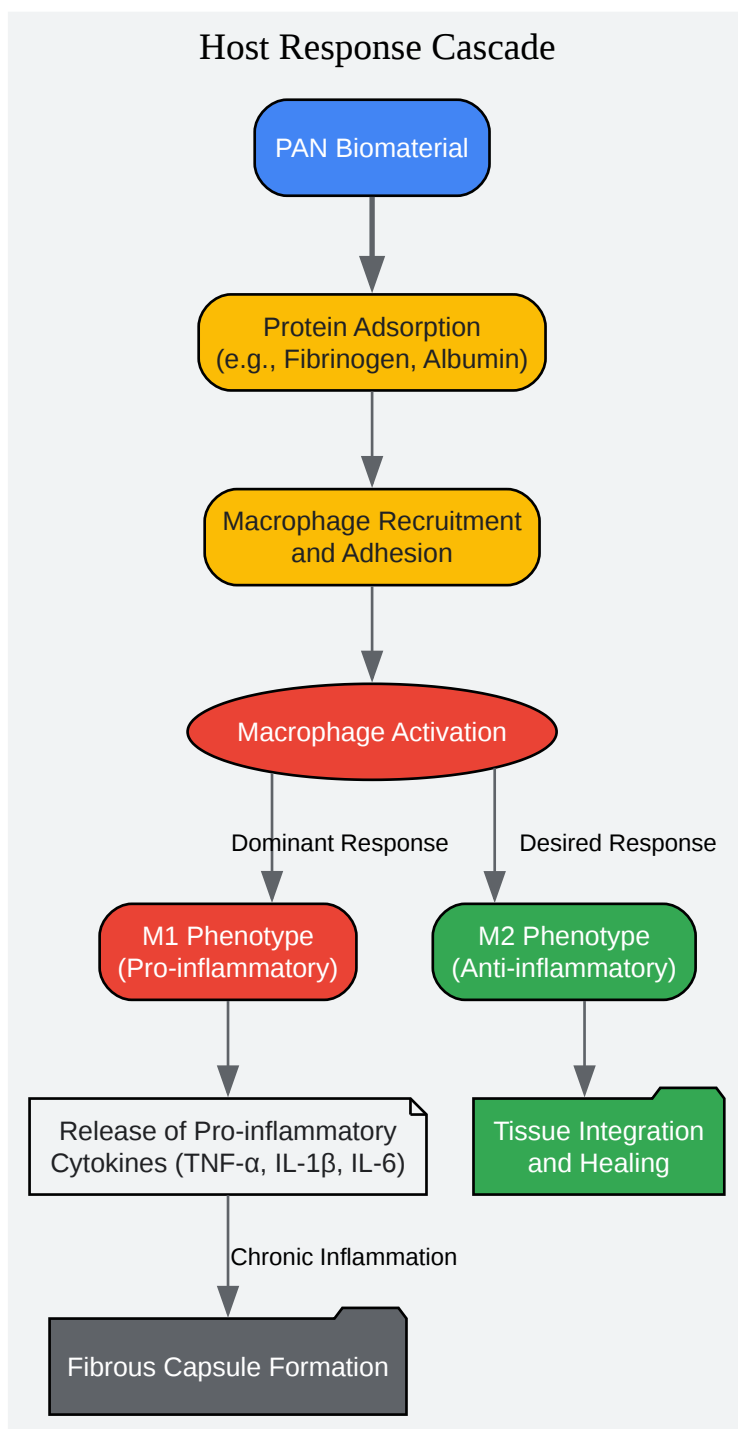 Host Response Cascade
PAN Biomaterial
Protein Adsorption
(e.g., Fibrinogen, Albumin)
Macrophage Recruitment
and Adhesion
Macrophage Activation
Dominant Response
Desired Response
M1 Phenotype
(Pro-inflammatory)
M2 Phenotype
(Anti-inflammatory)
Release of Pro-inflammatory
Cytokines (TNF-α, IL-1β, IL-6)
Tissue Integration
and Healing
Chronic Inflammation
Fibrous Capsule Formation